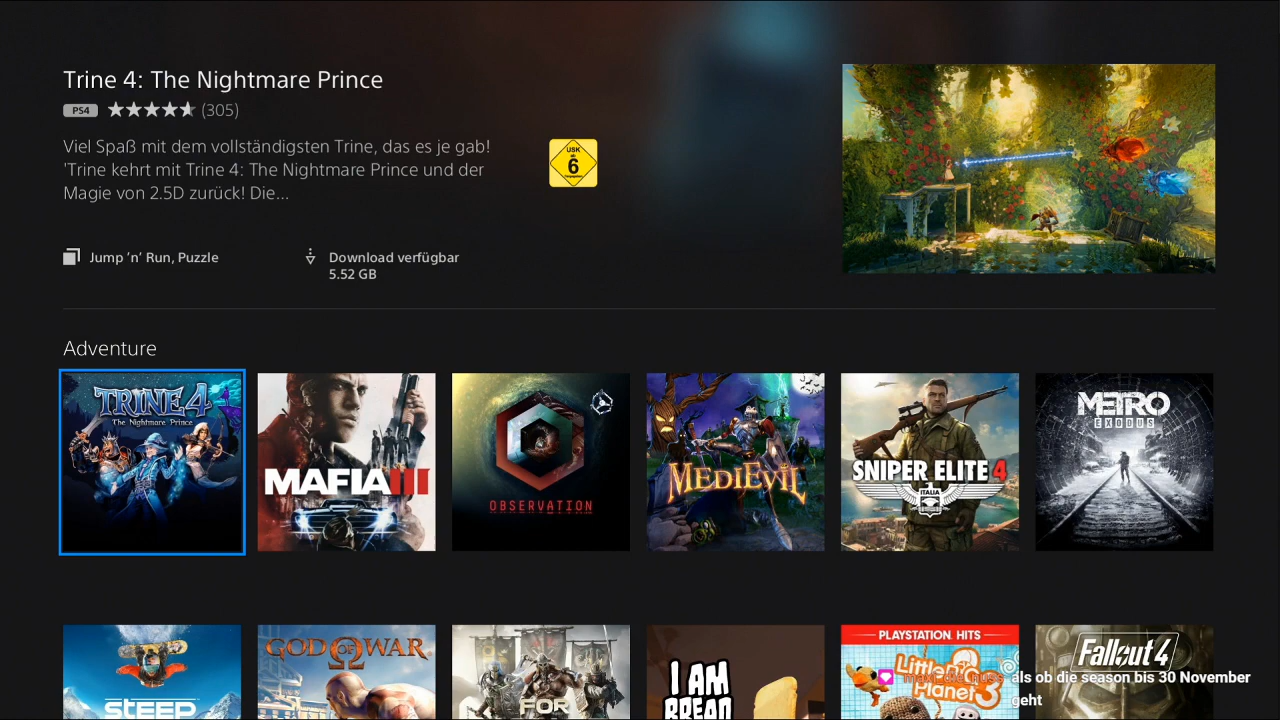 Trine 4: The Nightmare Prince
PS4 (305)
Viel Spaß mit dem vollständigsten Trine, das es je gab!
'Trine kehrt mit Trine 4: The Nightmare Prince und der
Magie von 2.5D zurück! Die...
USK
ab
6
Jump ‘n’ Run, Puzzle
Download verfügbar
5.52 GB
Adventure
TRINE 4
The Nightmare Prince
MAFIA III
OBSERVATION
MEDIEVIL
SNIPER ELITE 4
ITALIA
METRO
EXODUS
STEEP
GOD OF WAR
FOR
I AM
BREAD
PLAYSTATION HITS
Little Big
Planet 3
Fallout 4
als ob die season bis 30 November
geht